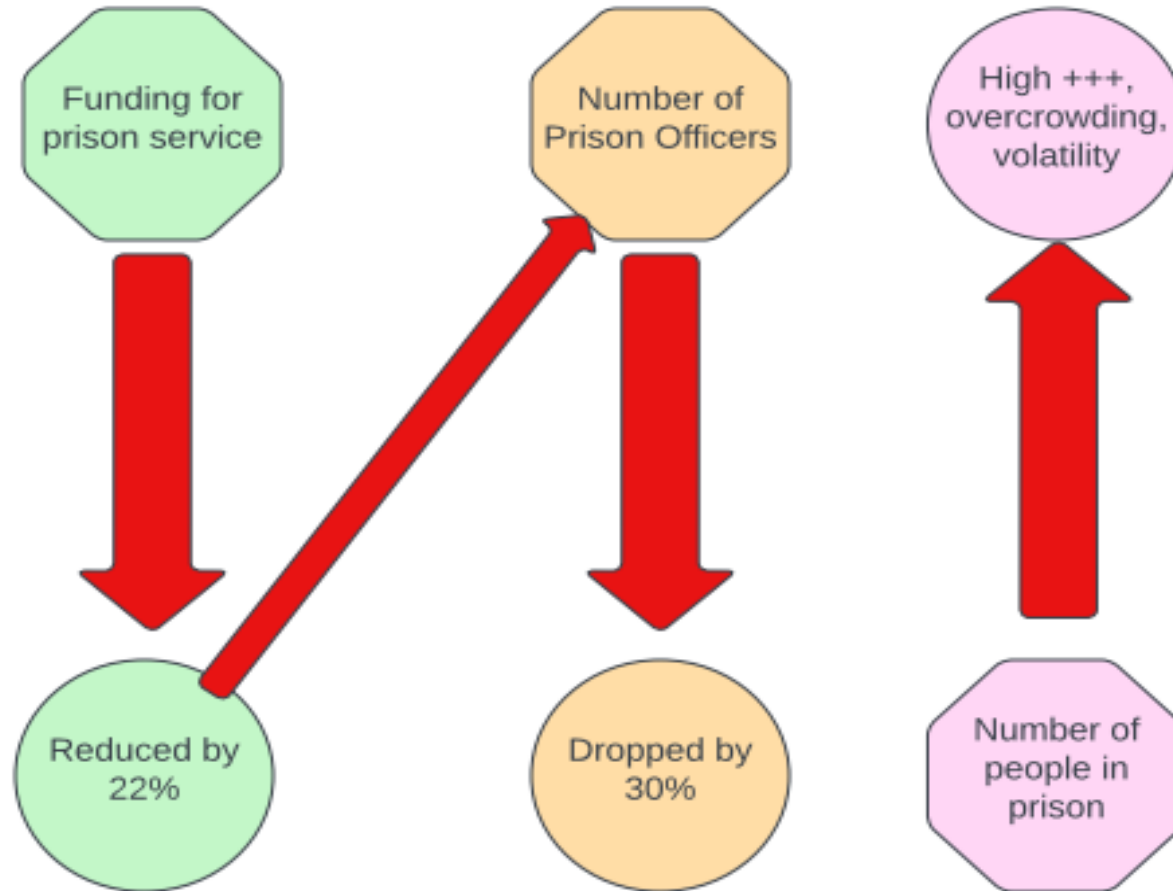 Funding for
prison service
Number of
Prison Officers
High +++,
overcrowding,
volatility
Reduced by
22%
Dropped by
30%
Number of
people in
prison